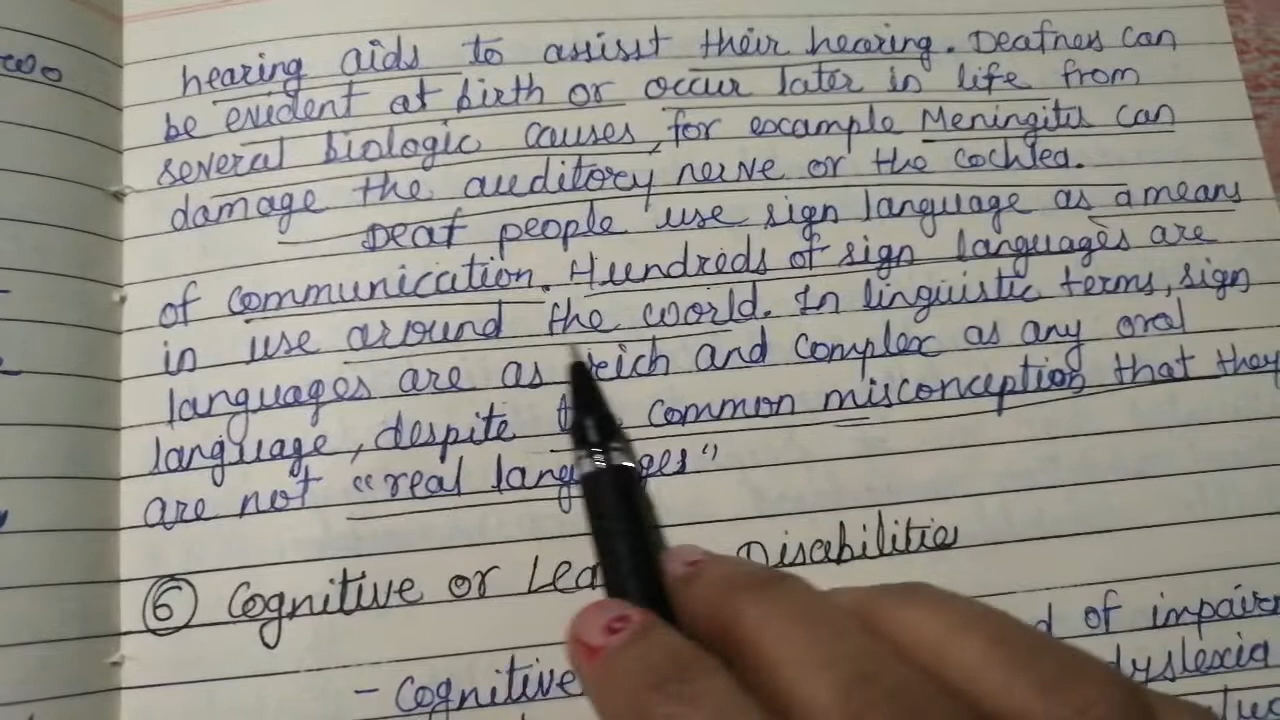 hearing aids to assisst their hearing. Deafness can
be evident at birth or occur later in life from
several biologic causes, for example Meningitis can
damage the auditory nerve or the cochlea.
Deaf people use sign language as a means
of communication. Hundreds of sign languages are
in use around the world. In linguistic terms, sign
languages are as reich and complex as any oral
language, despite common misconception that they
are not "real languages"
⑥ Cognitive or Disabilities
of
- Cognitive dyslexia